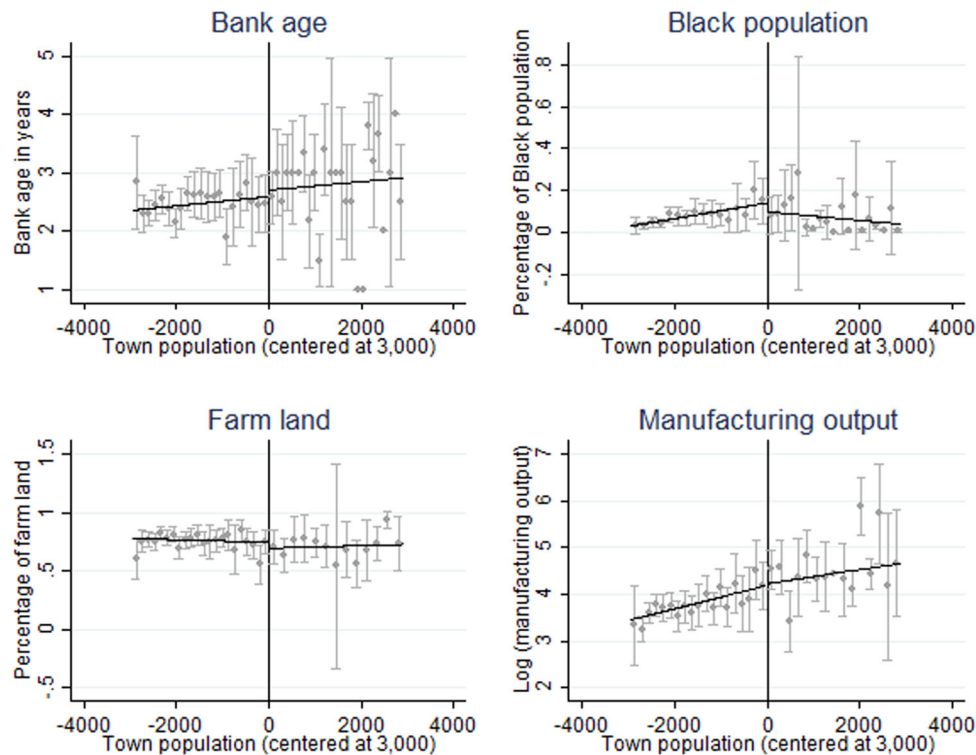 Bank age
Bank age in years
5
4
3
2
1
-4000 -2000 0 2000 4000
Town population (centered at 3,000)
Black population
Percentage of Black population
.8
.6
.4
.2
0
-.2
-4000 -2000 0 2000 4000
Town population (centered at 3,000)
Farm land
Percentage of farm land
1.5
1
.5
0
-.5
-4000 -2000 0 2000 4000
Town population (centered at 3,000)
Manufacturing output
Log (manufacturing output)
7
6
5
4
3
2
-4000 -2000 0 2000 4000
Town population (centered at 3,000)